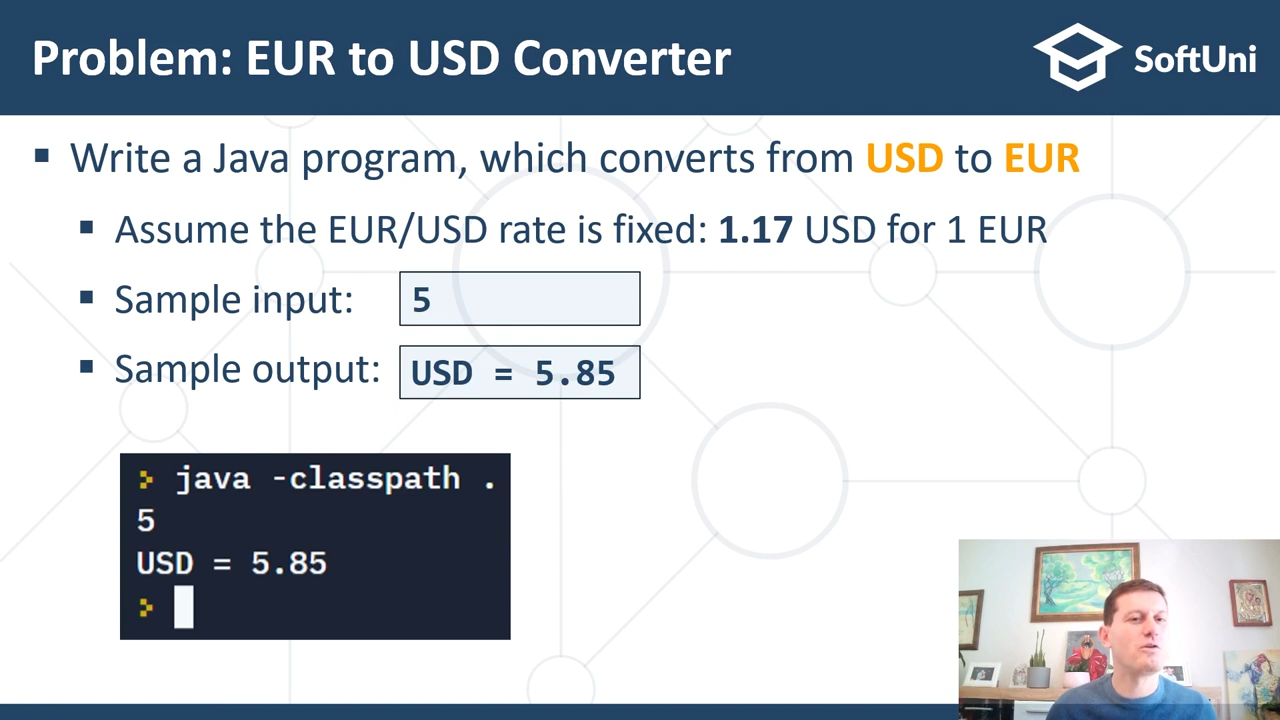 Problem: EUR to USD Converter
SoftUni
Write a Java program, which converts from USD to EUR
Assume the EUR/USD rate is fixed: 1.17 USD for 1 EUR
Sample input:
5
Sample output:
USD = 5.85
> java -classpath .
5
USD = 5.85
>